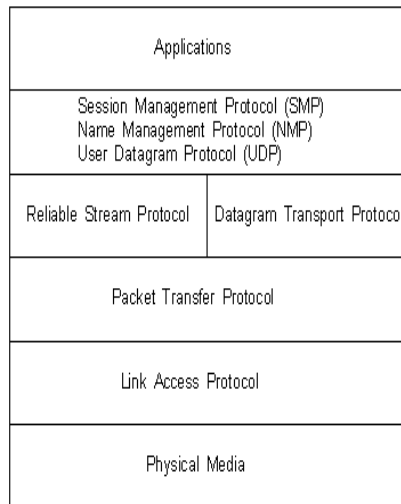 Applications
Session Management Protocol (SMP)
Name Management Protocol (NMP)
User Datagram Protocol (UDP)
Reliable Stream Protocol
Datagram Transport Protoco
Packet Transfer Protocol
Link Access Protocol
Physical Media